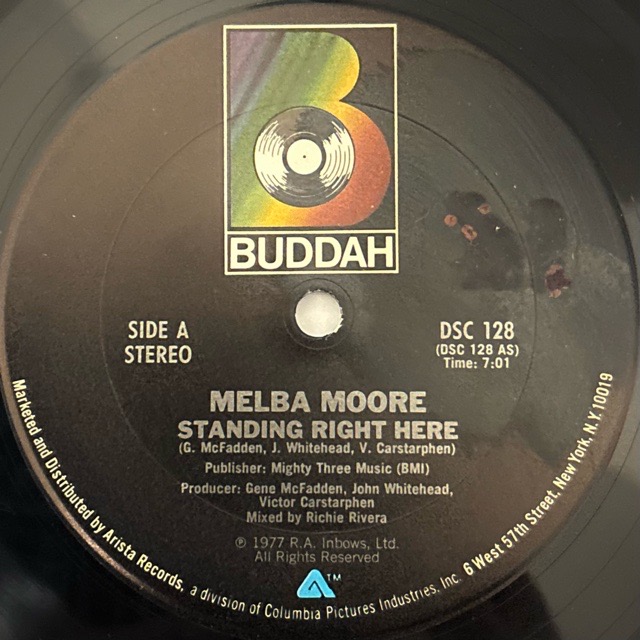 BUDDAH
SIDE A
STEREO
DSC 128
(DSC 128 AS)
Time: 7:01
MELBA MOORE
STANDING RIGHT HERE
(G. McFadden, J. Whitehead, V. Carstarphen)
Publisher: Mighty Three Music (BMI)
Producer: Gene McFadden, John Whitehead,
Victor Carstarphen
Mixed by Richie Rivera
℗ 1977 R.A. Inbows, Ltd.
All Rights Reserved
TM
Marketed and Distributed by Arista Records, a division of Columbia Pictures Industries, Inc. 6 West 57th Street, New York, N.Y. 10019